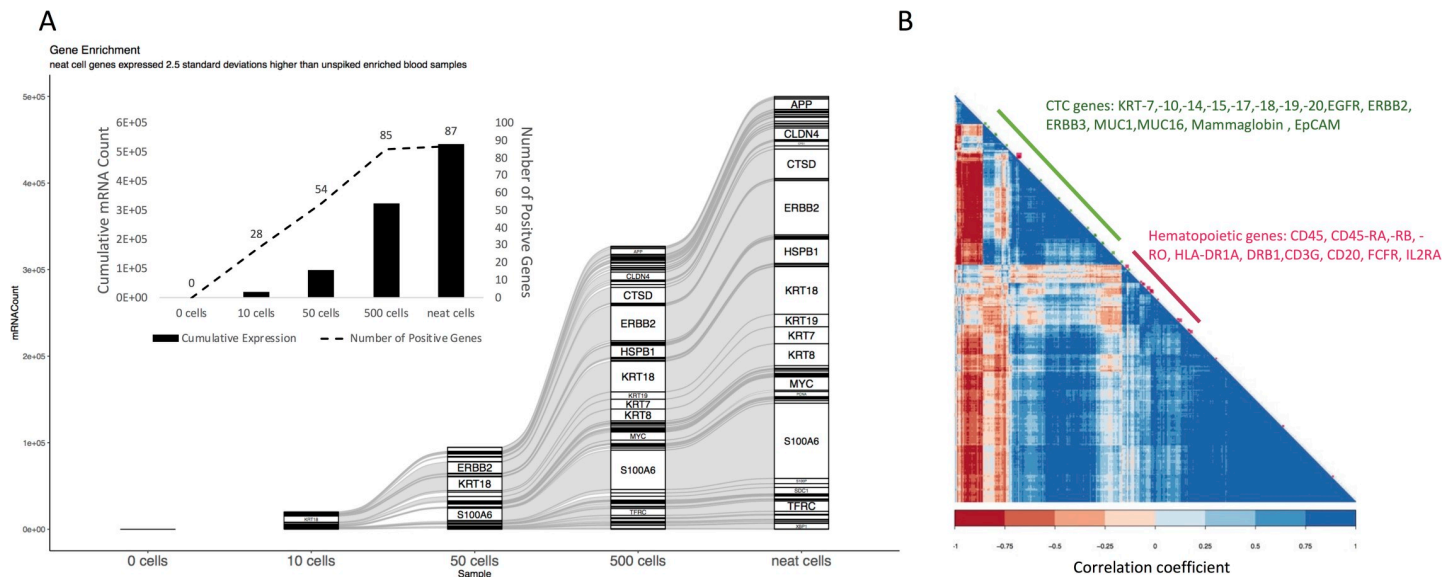 A
Gene Enrichment
neat cell genes expressed 2.5 standard deviations higher than unspiked enriched blood samples
mRNACount
5e+05
4e+05
3e+05
2e+05
1e+05
0e+00
Cumulative mRNA Count
6E+05
5E+05
4E+05
3E+05
2E+05
1E+05
0E+00
0
28
54
85
87
Number of Positive Genes
100
90
80
70
60
50
40
30
20
10
0
0 cells
10 cells
50 cells
500 cells
neat cells
Cumulative Expression
Number of Positive Genes
KRT18
ERBB2
KRT18
S100A6
APP
CLDN4
CTSD
ERBB2
HSPB1
KRT18
KRT19
KRT7
KRT8
MYC
S100A6
TFRC
APP
CLDN4
CTSD
ERBB2
HSPB1
KRT18
KRT19
KRT7
KRT8
MYC
S100A6
SDC1
TFRC
XBP1
0 cells
10 cells
50 cells
500 cells
neat cells
Sample
B
CTC genes: KRT-7,-10,-14,-15,-17,-18,-19,-20,EGFR, ERBB2,
ERBB3, MUC1,MUC16, Mammaglobin , EpCAM
Hematopoietic genes: CD45, CD45-RA,-RB, -
RO, HLA-DR1A, DRB1,CD3G, CD20, FCFR, IL2RA
-1
-0.75
-0.5
-0.25
0
0.25
0.5
0.75
1
Correlation coefficient